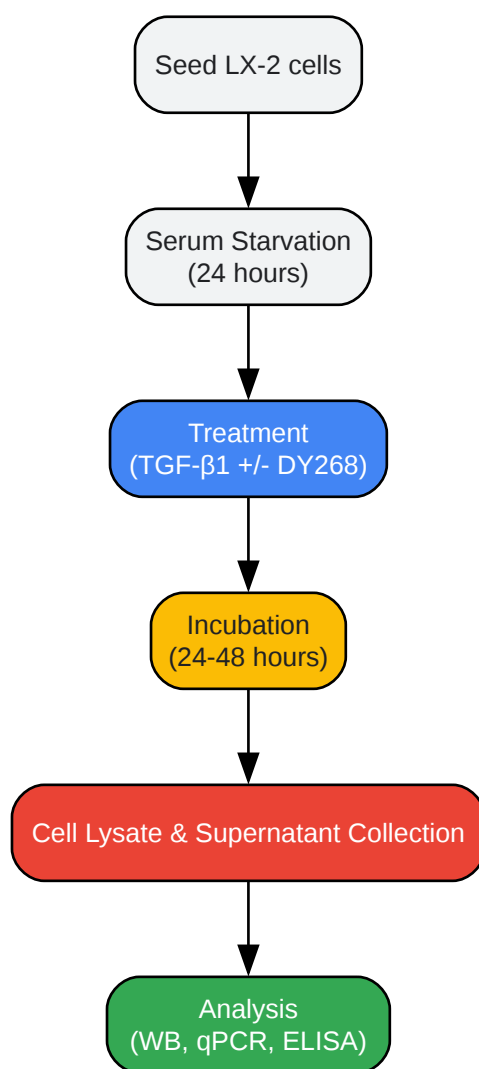 Seed LX-2 cells
Serum Starvation
(24 hours)
Treatment
(TGF-β1 +/- DY268)
Incubation
(24-48 hours)
Cell Lysate & Supernatant Collection
Analysis
(WB, qPCR, ELISA)